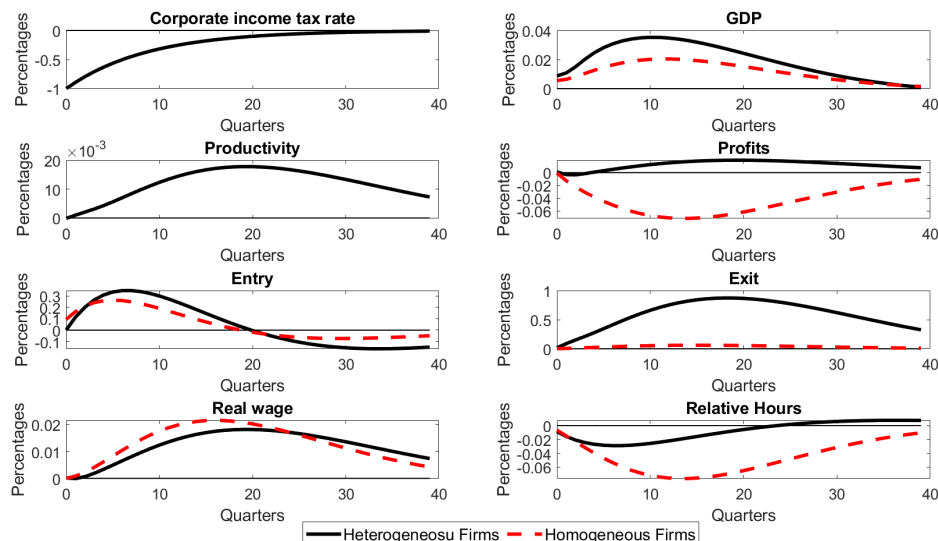 Corporate income tax rate
Percentages
0
-0.5
-1
0 10 20 30 40
Quarters
GDP
Percentages
0.04
0.02
0
0 10 20 30 40
Quarters
Productivity
×10-3
Percentages
20
10
0
0 10 20 30 40
Quarters
Profits
Percentages
0
-0.02
-0.04
-0.06
0 10 20 30 40
Quarters
Entry
Percentages
0.3
0.2
0.1
0
-0.1
0 10 20 30 40
Quarters
Exit
Percentages
1
0.5
0
0 10 20 30 40
Quarters
Real wage
Percentages
0.02
0.01
0
0 10 20 30 40
Quarters
Relative Hours
Percentages
0
-0.02
-0.04
-0.06
0 10 20 30 40
Quarters
Heterogeneosu Firms Homogeneous Firms